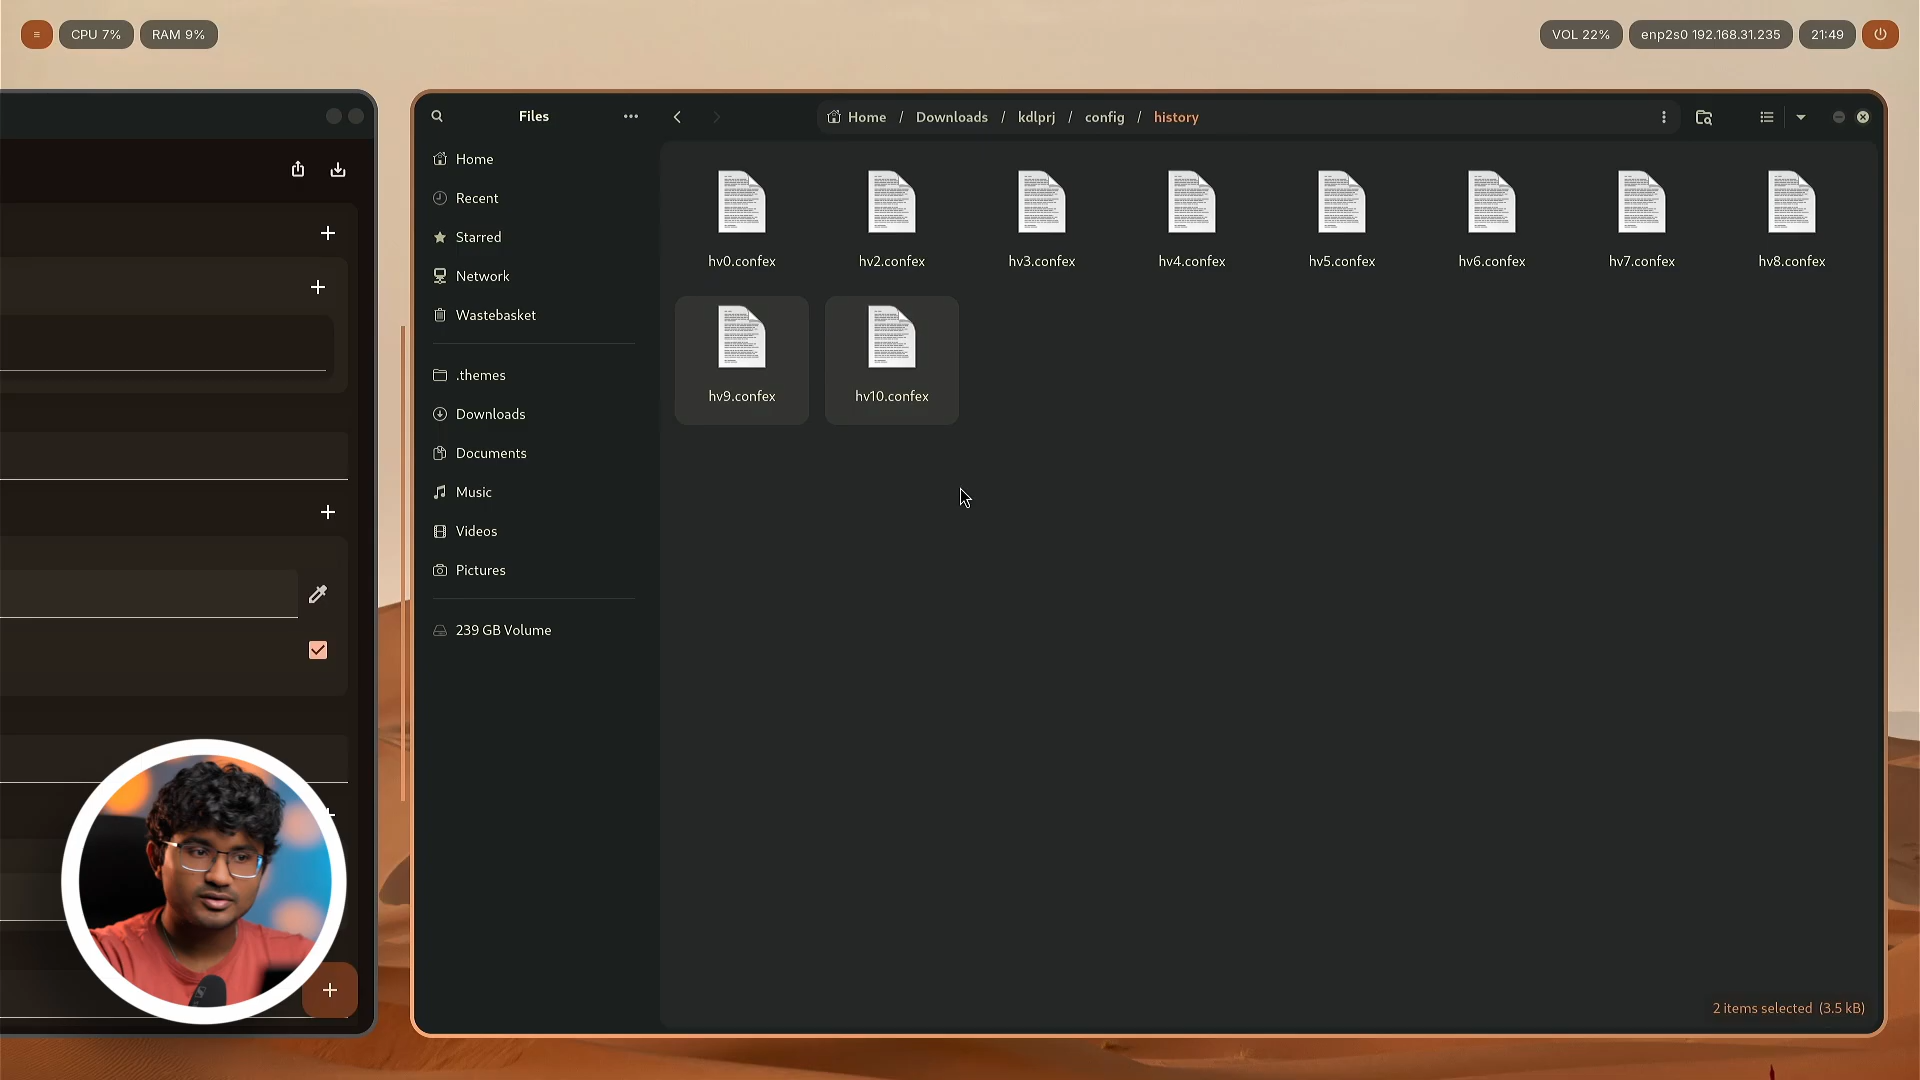 CPU 7%
RAM 9%
VOL 22%
enp2s0 192.168.31.235
21:49
Files
Home / Downloads / kdlprj / config / history
Home
Recent
Starred
Network
Wastebasket
.themes
Downloads
Documents
Music
Videos
Pictures
239 GB Volume
hv0.confex
hv2.confex
hv3.confex
hv4.confex
hv5.confex
hv6.confex
hv7.confex
hv8.confex
hv9.confex
hv10.confex
2 items selected (3.5 kB)